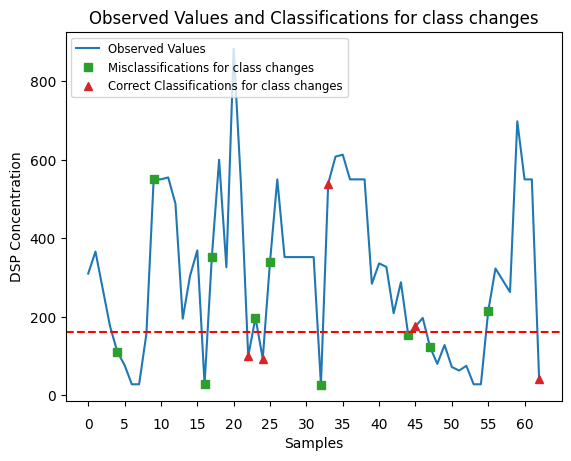 Observed Values and Classifications for class changes
Observed Values
Misclassifications for class changes
Correct Classifications for class changes
DSP Concentration
800
600
400
200
0
0 5 10 15 20 25 30 35 40 45 50 55 60
Samples